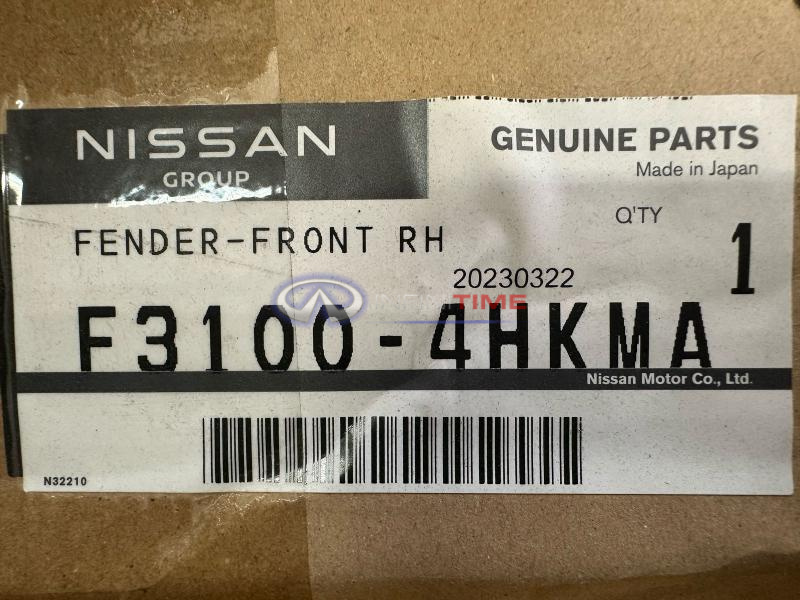 NISSAN
GROUP
GENUINE PARTS
Made in Japan
Q'TY
FENDER-FRONT RH
1
20230322
TIME
F3100-4HKMA
Nissan Motor Co., Ltd.
N32210